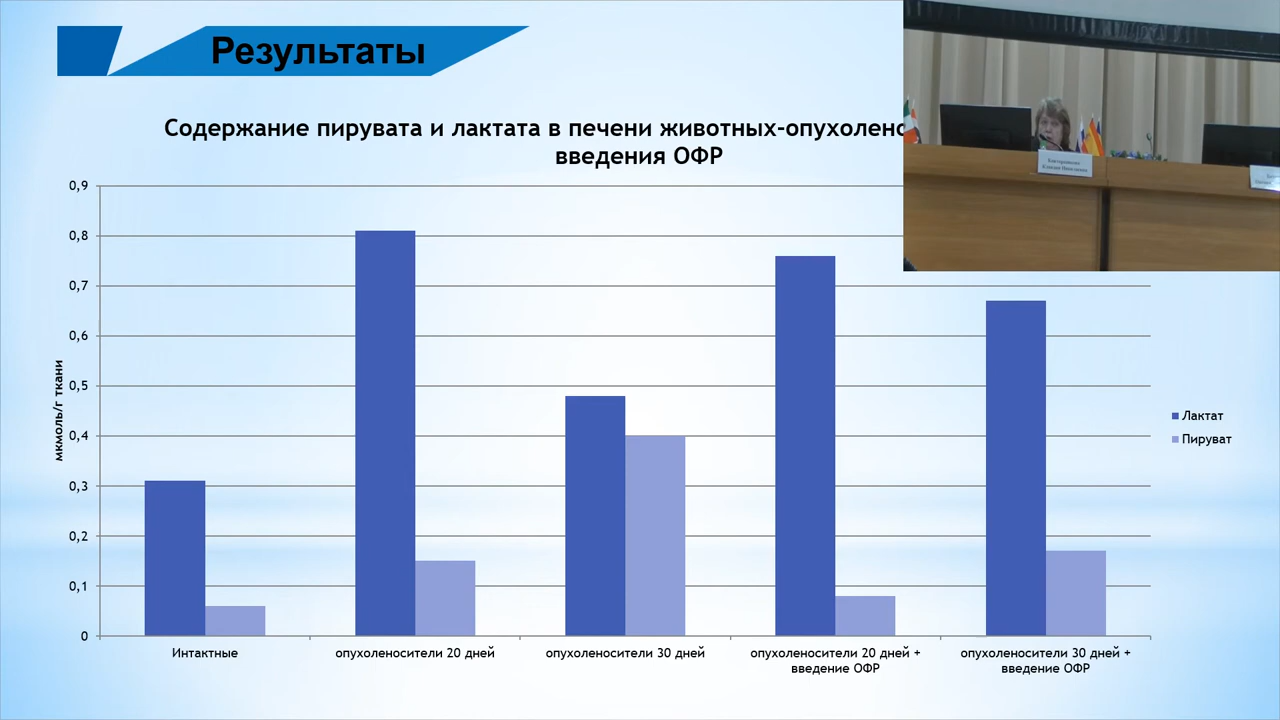 Результаты
Содержание пирувата и лактата в печени животных-опухолено
введения ОФР
0,9
0,8
0,7
0,6
0,5
0,4
0,3
0,2
0,1
0
мкмоль/г ткани
Лактат
Пируват
Интактные
опухоленосители 20 дней
опухоленосители 30 дней
опухоленосители 20 дней +
введение ОФР
опухоленосители 30 дней +
введение ОФР